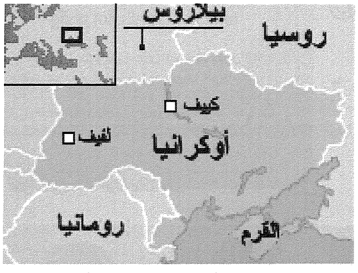 بيلاروس
روسيا
كييف
لفيف
أوكرانيا
رومانيا
القرم